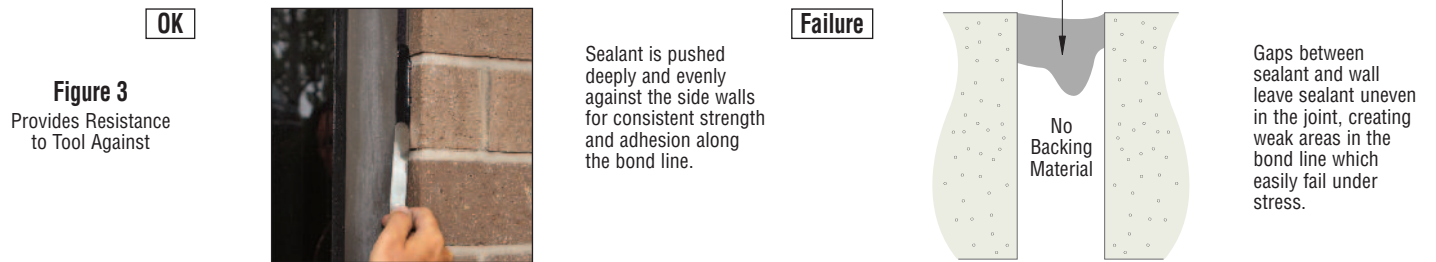 OK
Figure 3
Provides Resistance
to Tool Against
Sealant is pushed
deeply and evenly
against the side walls
for consistent strength
and adhesion along
the bond line.
Failure
No
Backing
Material
Gaps between
sealant and wall
leave sealant uneven
in the joint, creating
weak areas in the
bond line which
easily fail under
stress.